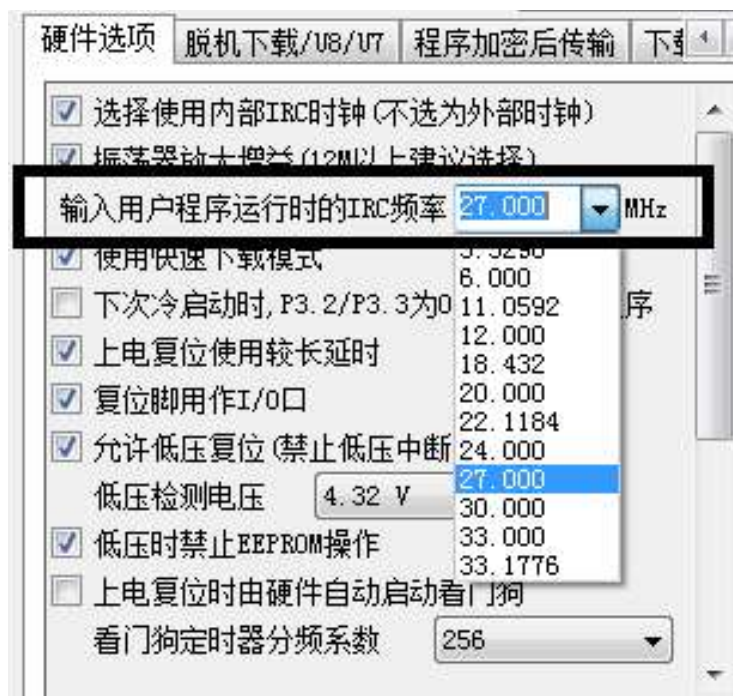 硬件选项 脱机下载/U8/U7 程序加密后传输 下载
选择使用内部IRC时钟(不选为外部时钟)
振荡器放大增益(12M以上建议选择)
输入用户程序运行时的IRC频率 27.000 MHz
使用快速下载模式
6.000
下次冷启动时,P3.2/P3.3为0 序
11.0592
12.000
上电复位使用较长延时
18.432
复位脚用作I/O口
20.000
22.1184
允许低压复位(禁止低压中断
24.000
27.000
低压检测电压 4.32 V
30.000
低压时禁止EEPROM操作
33.000
33.1776
上电复位时由硬件自动启动看门狗
看门狗定时器分频系数 256